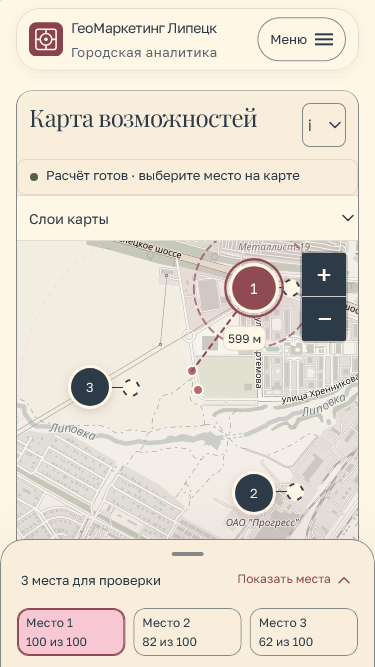 ГеоМаркетинг Липецк
Городская аналитика
Меню
Карта возможностей
i
Расчёт готов · выберите место на карте
Слои карты
Металлист-19
шоссе
1
+
−
599 м
улица Хренникова
3
Липовка
Липовка
2
ОАО "Прогресс"
3 места для проверки
Показать места
Место 1
100 из 100
Место 2
82 из 100
Место 3
62 из 100